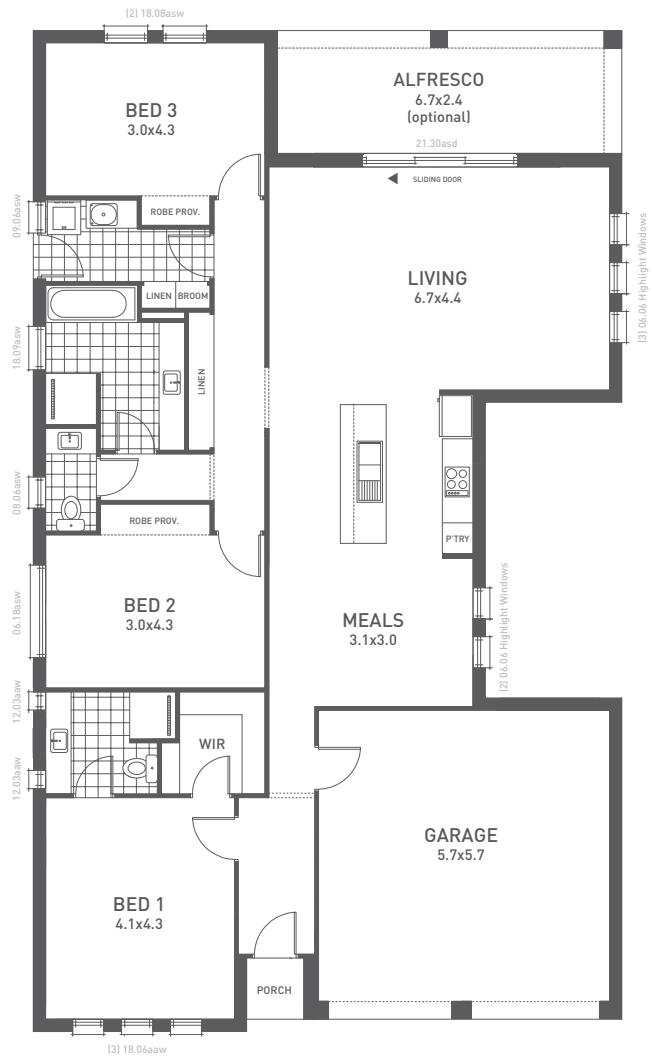 (2) 18.08asw
BED 3
3.0x4.3
ALFRESCO
6.7x2.4
(optional)
21.30asd
SLIDING DOOR
09.06asw
ROBE PROV.
LINEN
BROOM
LIVING
6.7x4.4
(3) 06.06 Highlight Windows
18.09asw
LINEN
08.06asw
ROBE PROV.
P'TRY
BED 2
3.0x4.3
06.18asw
MEALS
3.1x3.0
(2) 06.06 Highlight Windows
12.03aaw
WIR
12.03aaw
GARAGE
5.7x5.7
BED 1
4.1x4.3
PORCH
(3) 18.06aaw